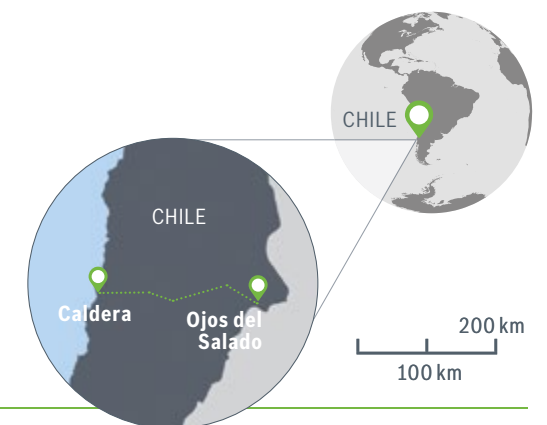 CHILE
CHILE
Caldera
Ojos del
Salado
200 km
100 km